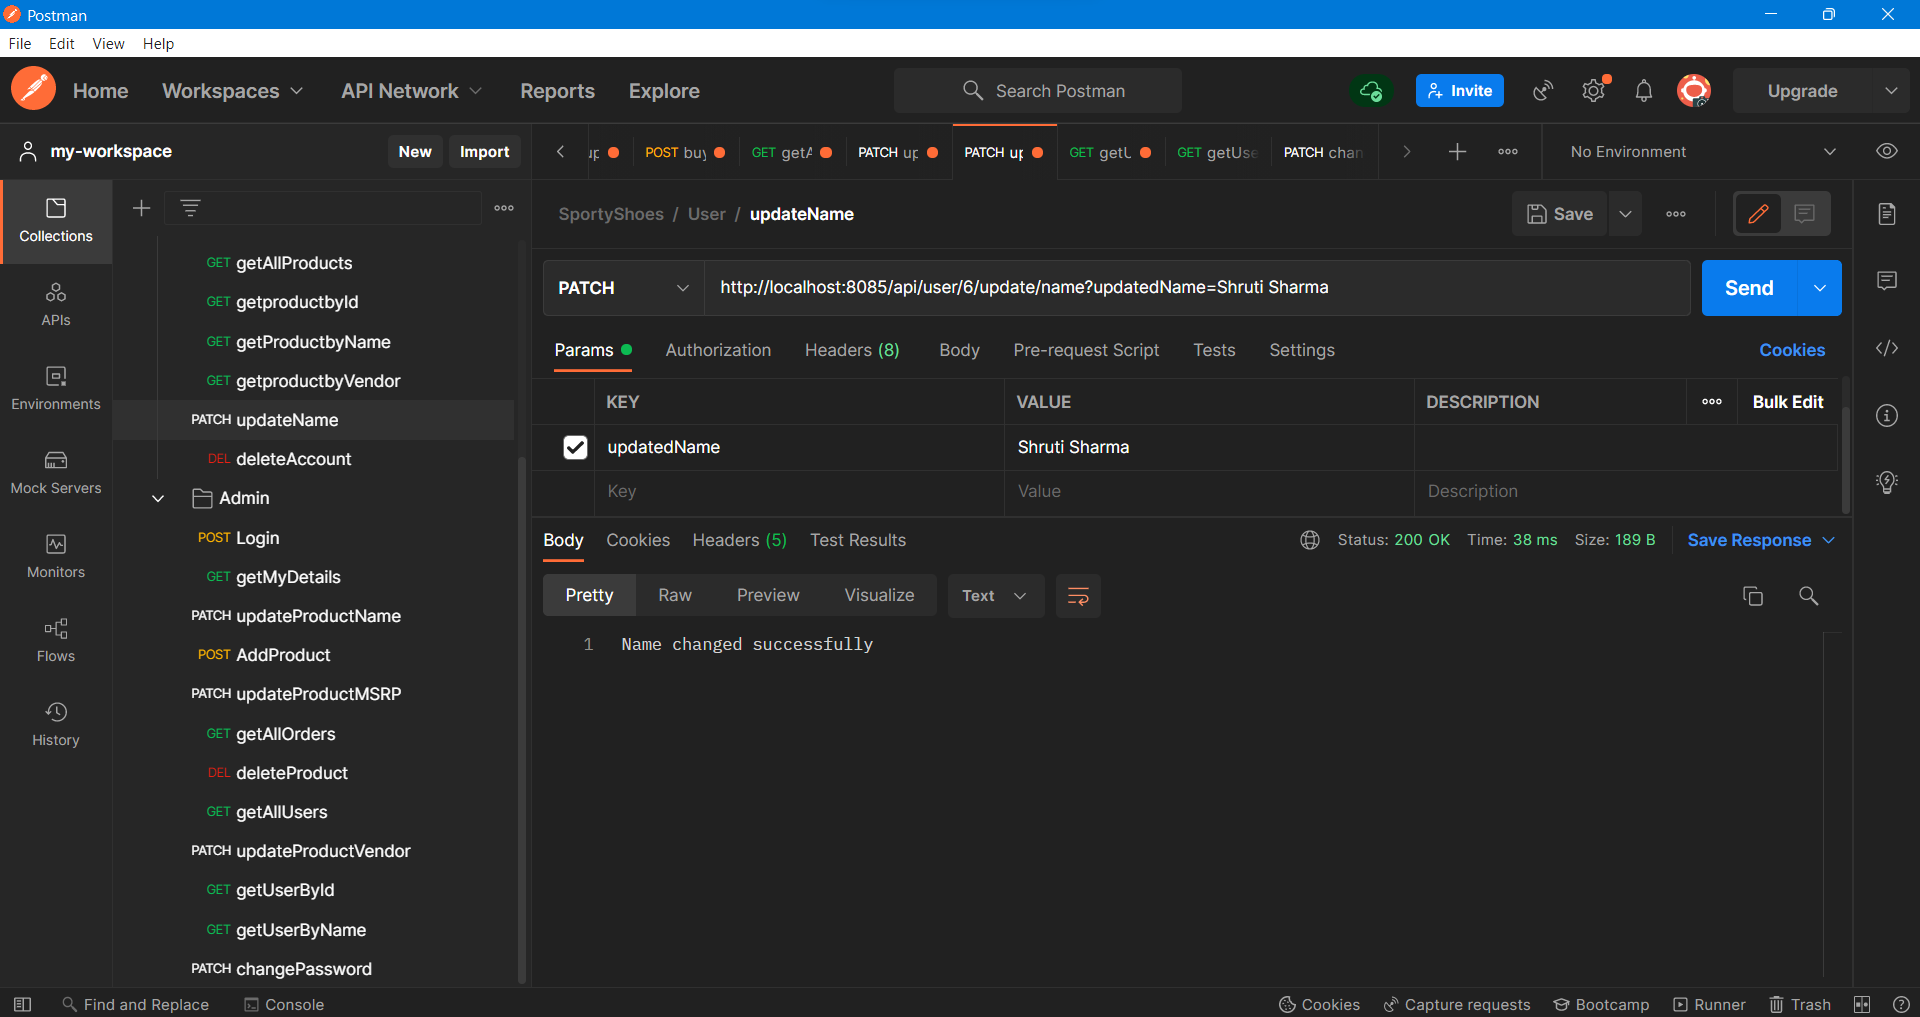 Postman
File Edit View Help
Home Workspaces API Network Reports Explore Search Postman Invite Upgrade
my-workspace New Import
POST buy GET getA PATCH up PATCH up GET getU GET getUse PATCH chan No Environment
Collections
APIs
Environments
Mock Servers
Monitors
Flows
History
GET getAllProducts
GET getproductbyId
GET getProductbyName
GET getproductbyVendor
PATCH updateName
DEL deleteAccount
Admin
POST Login
GET getMyDetails
PATCH updateProductName
POST AddProduct
PATCH updateProductMSRP
GET getAllOrders
DEL deleteProduct
GET getAllUsers
PATCH updateProductVendor
GET getUserById
GET getUserByName
PATCH changePassword
SportyShoes / User / updateName Save
PATCH http://localhost:8085/api/user/6/update/name?updatedName=Shruti Sharma Send
Params Authorization Headers (8) Body Pre-request Script Tests Settings Cookies
KEY VALUE DESCRIPTION Bulk Edit
updatedName Shruti Sharma
Key Value Description
Body Cookies Headers (5) Test Results Status: 200 OK Time: 38 ms Size: 189 B Save Response
Pretty Raw Preview Visualize Text
1 Name changed successfully
Find and Replace Console Cookies Capture requests Bootcamp Runner Trash